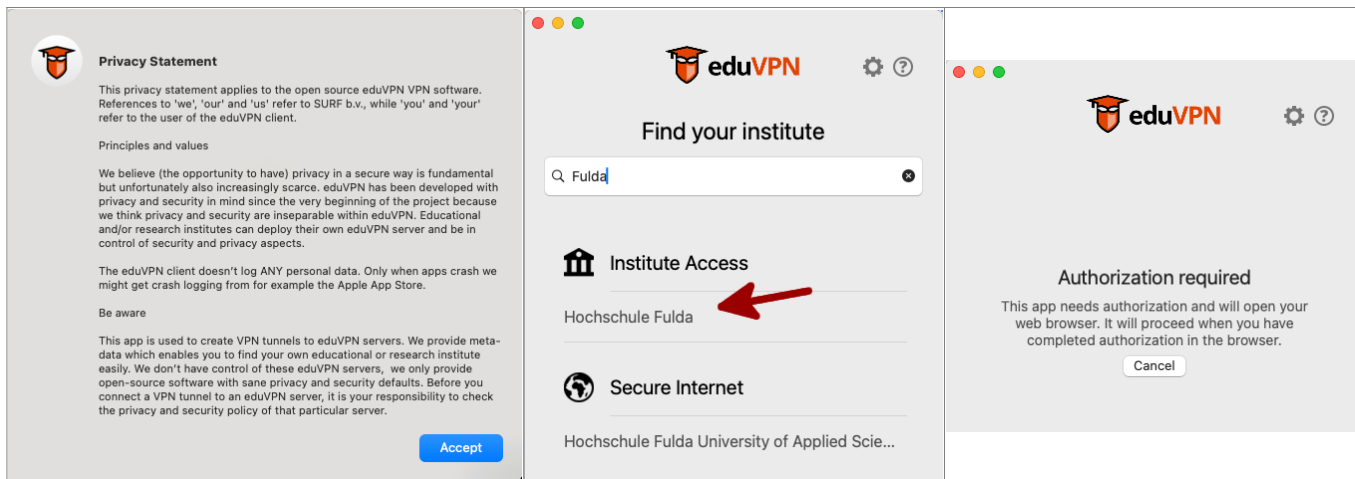 Privacy Statement
This privacy statement applies to the open source eduVPN VPN software.
References to 'we', 'our' and 'us' refer to SURF b.v., while 'you' and 'your'
refer to the user of the eduVPN client.
Principles and values
We believe (the opportunity to have) privacy in a secure way is fundamental
but unfortunately also increasingly scarce. eduVPN has been developed with
privacy and security in mind since the very beginning of the project because
we think privacy and security are inseparable within eduVPN. Educational
and/or research institutes can deploy their own eduVPN server and be in
control of security and privacy aspects.
The eduVPN client doesn't log ANY personal data. Only when apps crash we
might get crash logging from for example the Apple App Store.
Be aware
This app is used to create VPN tunnels to eduVPN servers. We provide meta-
data which enables you to find your own educational or research institute
easily. We don't have control of these eduVPN servers, we only provide
open-source software with sane privacy and security defaults. Before you
connect a VPN tunnel to an eduVPN server, it is your responsibility to check
the privacy and security policy of that particular server.
Accept
eduVPN
Find your institute
Fulda
Institute Access
Hochschule Fulda
Secure Internet
Hochschule Fulda University of Applied Scie...
eduVPN
Authorization required
This app needs authorization and will open your
web browser. It will proceed when you have
completed authorization in the browser.
Cancel